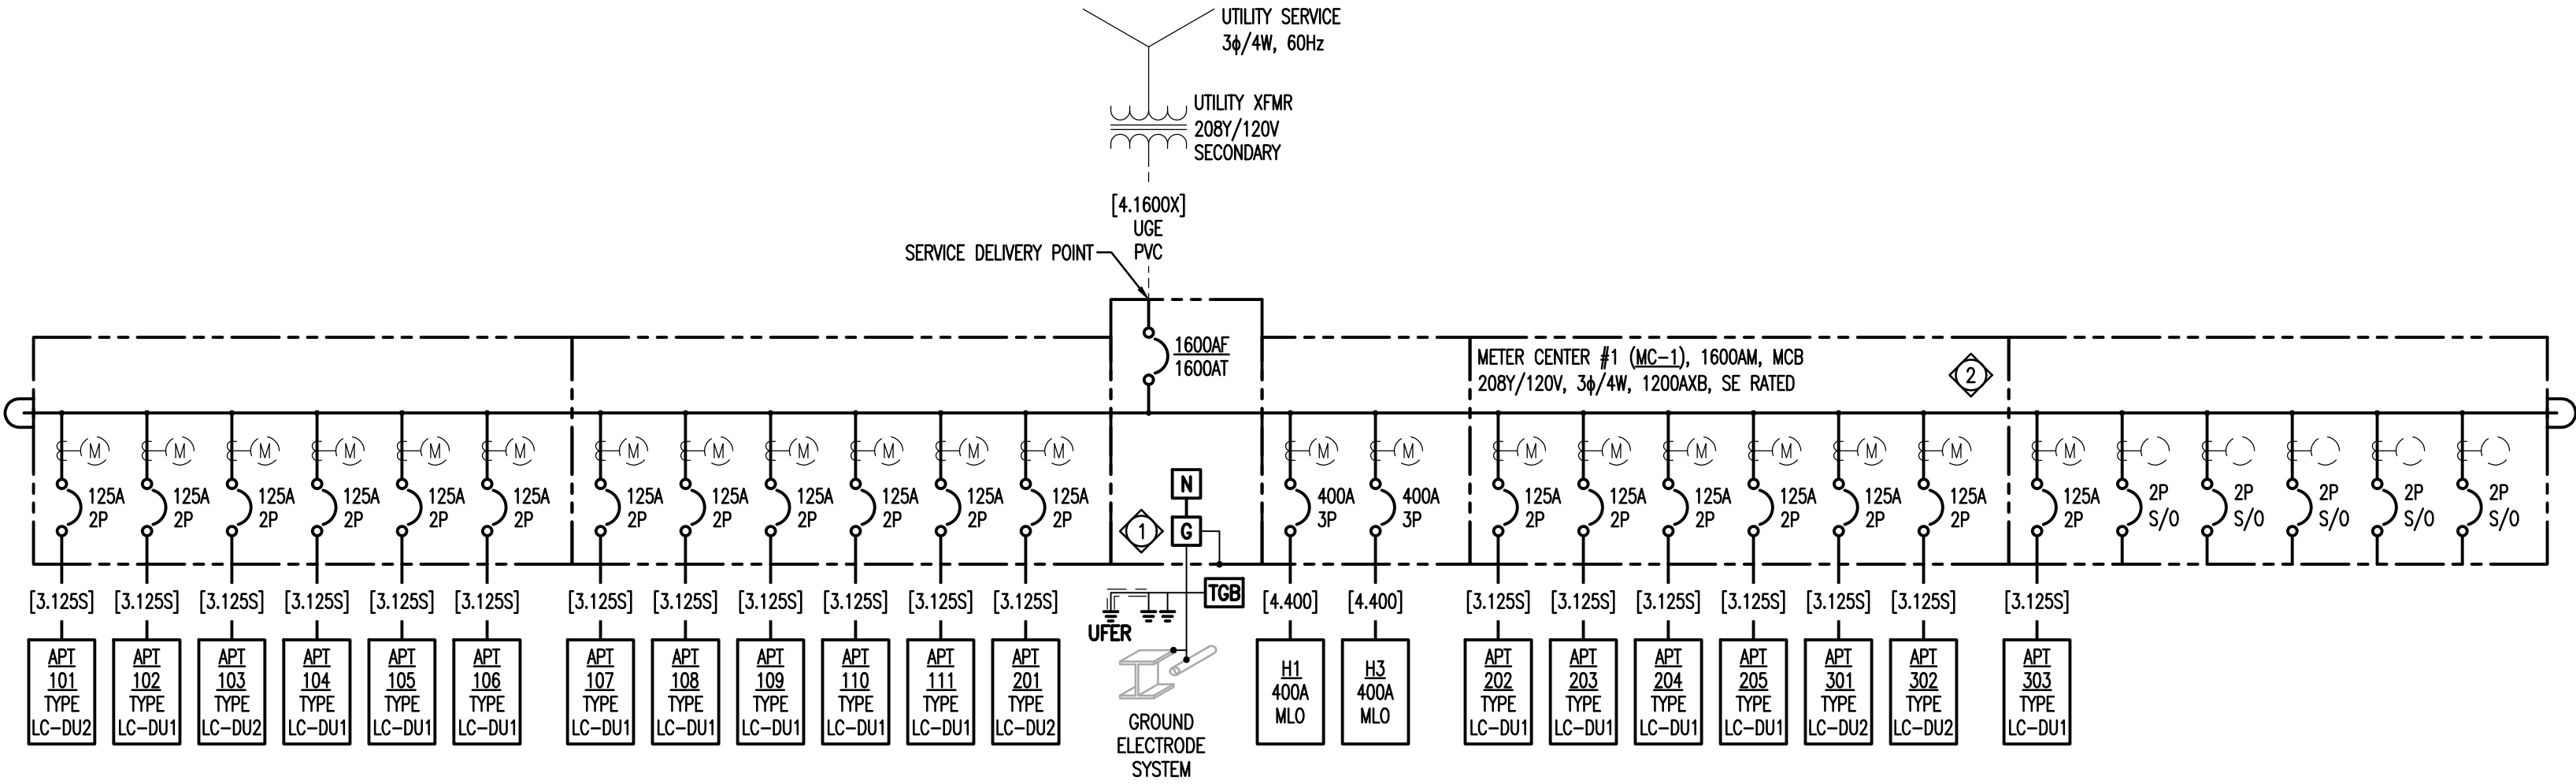 UTILITY SERVICE
3ϕ/4W, 60Hz
UTILITY XFMR
208Y/120V
SECONDARY
[4.1600X]
UGE
PVC
SERVICE DELIVERY POINT
1600AF
1600AT
METER CENTER #1 (MC-1), 1600AM, MCB
208Y/120V, 3ϕ/4W, 1200AXB, SE RATED
2
M M M M M M M M M M M M M M M M M M M M M
125A 125A 125A 125A 125A 125A 125A 125A 125A 125A 125A 125A N 400A 400A 125A 125A 125A 125A 125A 125A 125A 2P 2P 2P 2P 2P
2P 2P 2P 2P 2P 2P 2P 2P 2P 2P 2P 2P 1 G 3P 3P 2P 2P 2P 2P 2P 2P 2P S/O S/O S/O S/O S/O
[3.125S] [3.125S] [3.125S] [3.125S] [3.125S] [3.125S] [3.125S] [3.125S] [3.125S] [3.125S] [3.125S] [3.125S] TGB [4.400] [4.400] [3.125S] [3.125S] [3.125S] [3.125S] [3.125S] [3.125S] [3.125S]
UFER
APT
101
TYPE
LC-DU2
APT
102
TYPE
LC-DU1
APT
103
TYPE
LC-DU2
APT
104
TYPE
LC-DU1
APT
105
TYPE
LC-DU1
APT
106
TYPE
LC-DU1
APT
107
TYPE
LC-DU1
APT
108
TYPE
LC-DU1
APT
109
TYPE
LC-DU1
APT
110
TYPE
LC-DU1
APT
111
TYPE
LC-DU1
APT
201
TYPE
LC-DU2
GROUND
ELECTRODE
SYSTEM
H1
400A
MLO
H3
400A
MLO
APT
202
TYPE
LC-DU1
APT
203
TYPE
LC-DU1
APT
204
TYPE
LC-DU1
APT
205
TYPE
LC-DU1
APT
301
TYPE
LC-DU2
APT
302
TYPE
LC-DU2
APT
303
TYPE
LC-DU1